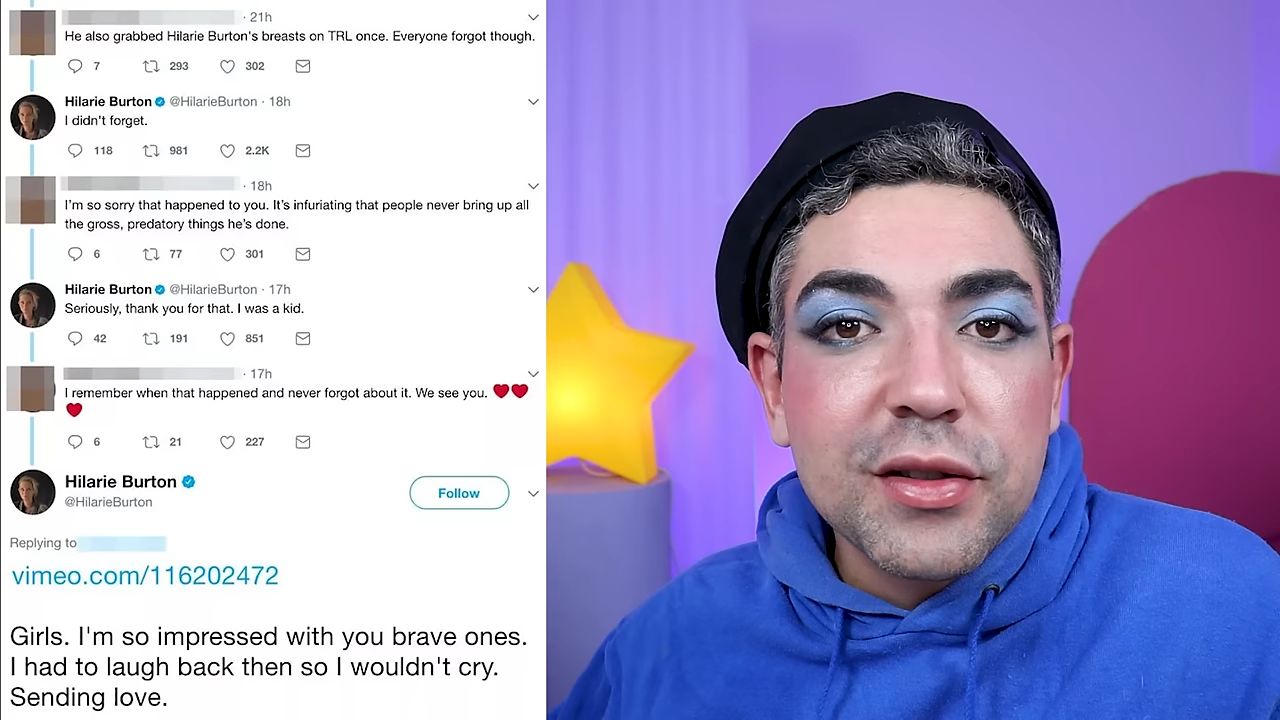 · 21h
He also grabbed Hilarie Burton's breasts on TRL once. Everyone forgot though.
7 293 302
Hilarie Burton @HilarieBurton · 18h
I didn't forget.
118 981 2.2K
· 18h
I'm so sorry that happened to you. It's infuriating that people never bring up all
the gross, predatory things he's done.
6 77 301
Hilarie Burton @HilarieBurton · 17h
Seriously, thank you for that. I was a kid.
42 191 851
· 17h
I remember when that happened and never forgot about it. We see you. ❤️❤️
❤️
6 21 227
Hilarie Burton
Follow
@HilarieBurton
Replying to
vimeo.com/116202472
Girls. I'm so impressed with you brave ones.
I had to laugh back then so I wouldn't cry.
Sending love.